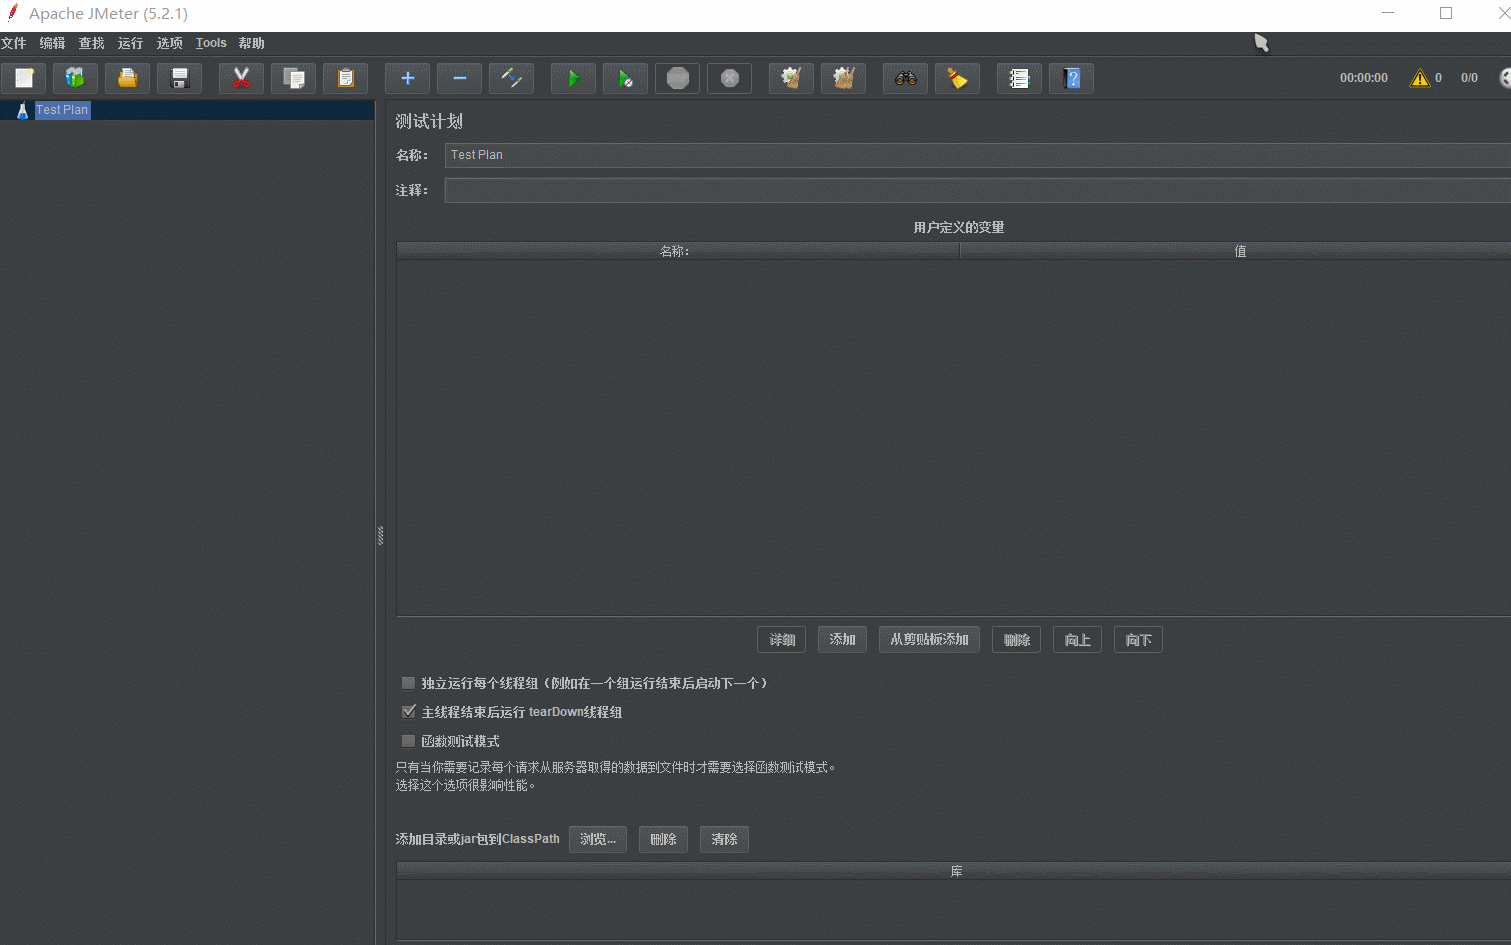 Apache JMeter (5.2.1)
文件 编辑 查找 运行 选项 Tools 帮助
00:00:00 0 0/0
Test Plan
测试计划
名称： Test Plan
注释：
用户定义的变量
名称： 值
详细 添加 从剪贴板添加 删除 向上 向下
独立运行每个线程组（例如在一个组运行结束后启动下一个）
主线程结束后运行 tearDown线程组
函数测试模式
只有当你需要记录每个请求从服务器取得的数据到文件时才需要选择函数测试模式。
选择这个选项很影响性能。
添加目录或jar包到ClassPath 浏览... 删除 清除
库